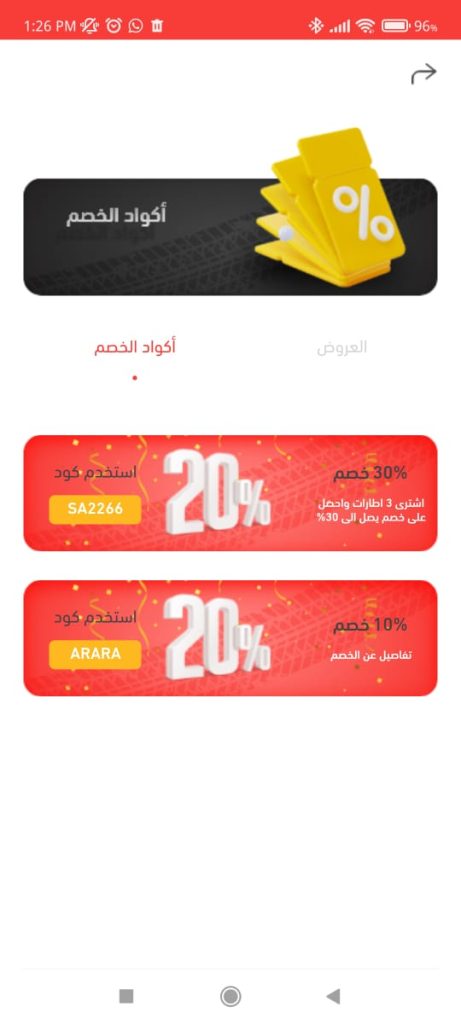 1:26 PM
96%
أكواد الخصم
%
العروض
أكواد الخصم
30% خصم
اشترى 3 اطارات واحصل
على خصم يصل الى 30%
20%
استخدم كود
SA2266
10% خصم
تفاصيل عن الخصم
20%
استخدم كود
ARARA